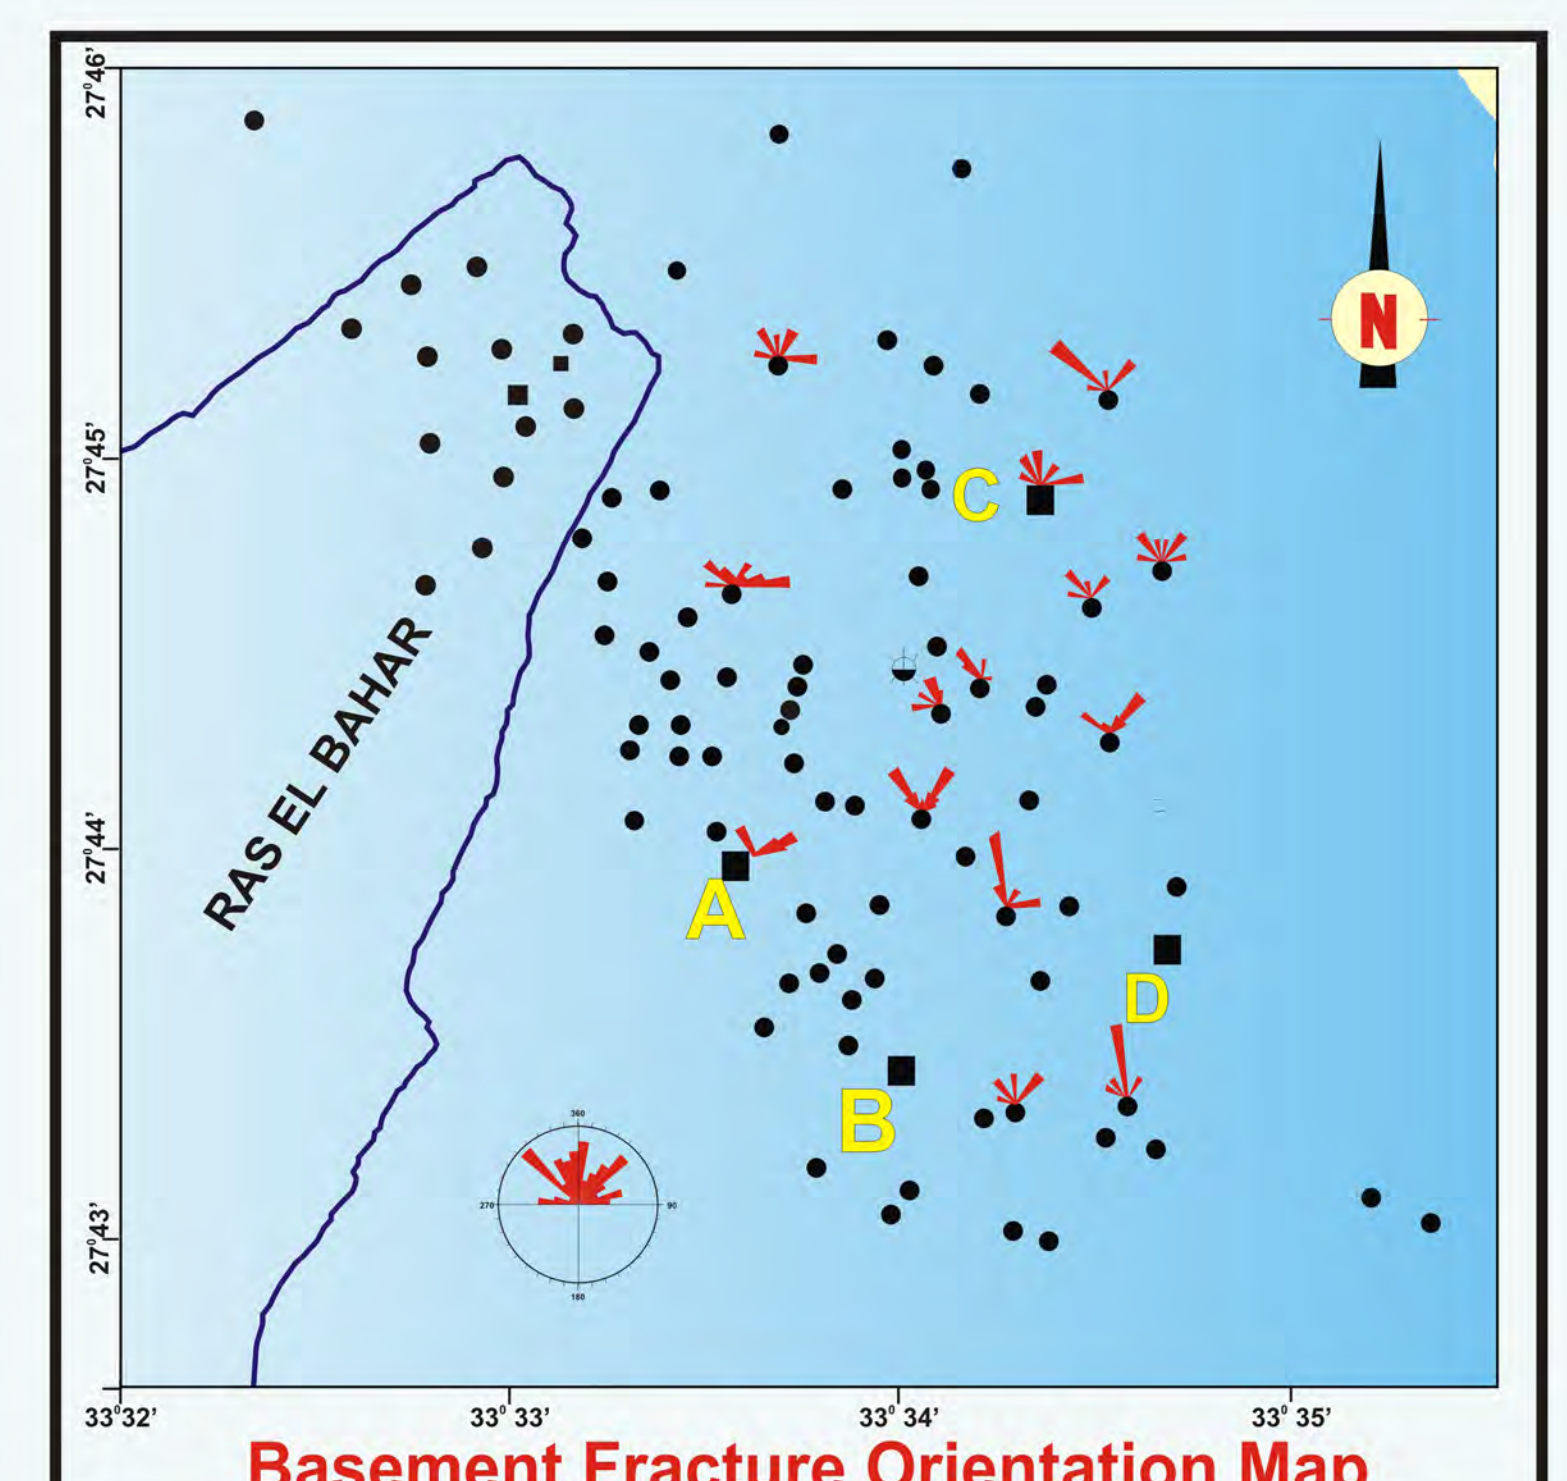 27°46'
N
27°45'
C
RAS EL BAHAR
27°44'
A
D
B
360
270
90
180
27°43'
33°32'
33°33'
33°34'
33°35'
Basement Fracture Orientation Map